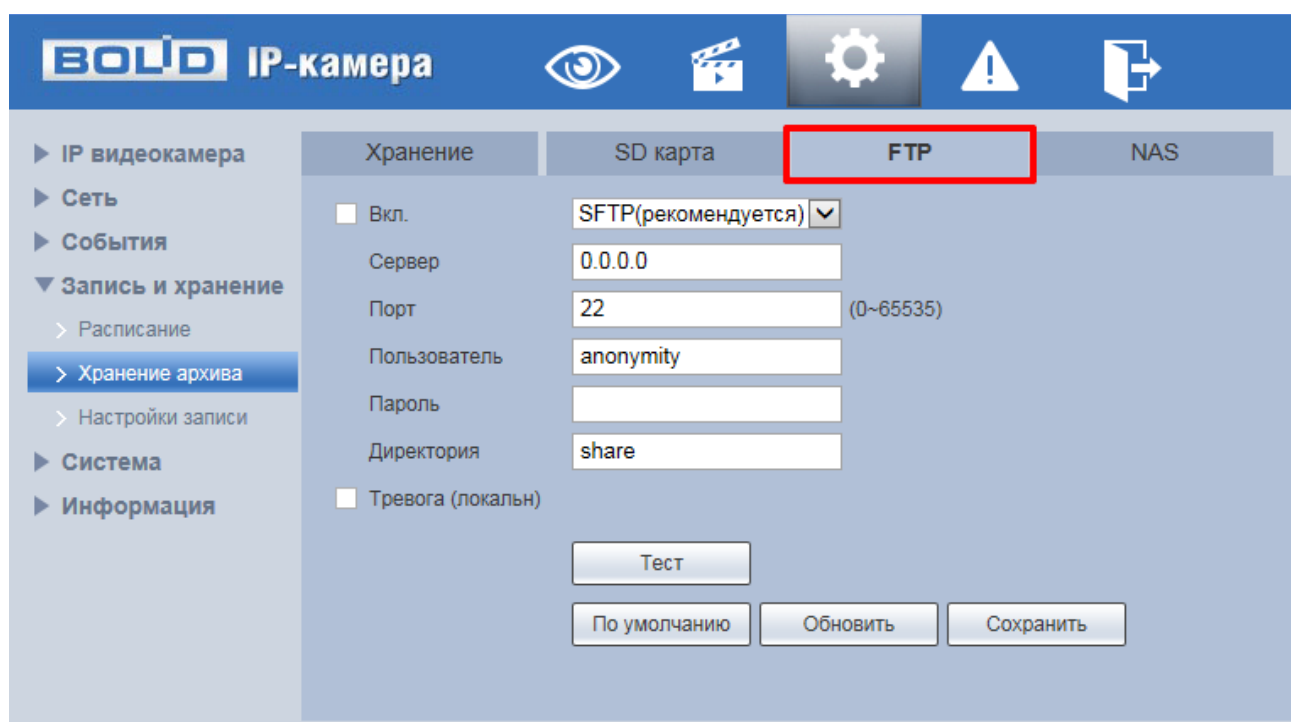 BOLID IP-камера
IP видеокамера
Сеть
События
Запись и хранение
Расписание
Хранение архива
Настройки записи
Система
Информация
Хранение SD карта FTP NAS
Вкл. SFTP(рекомендуется)
Сервер 0.0.0.0
Порт 22 (0~65535)
Пользователь anonymity
Пароль
Директория share
Тревога (локальн)
Тест
По умолчанию Обновить Сохранить